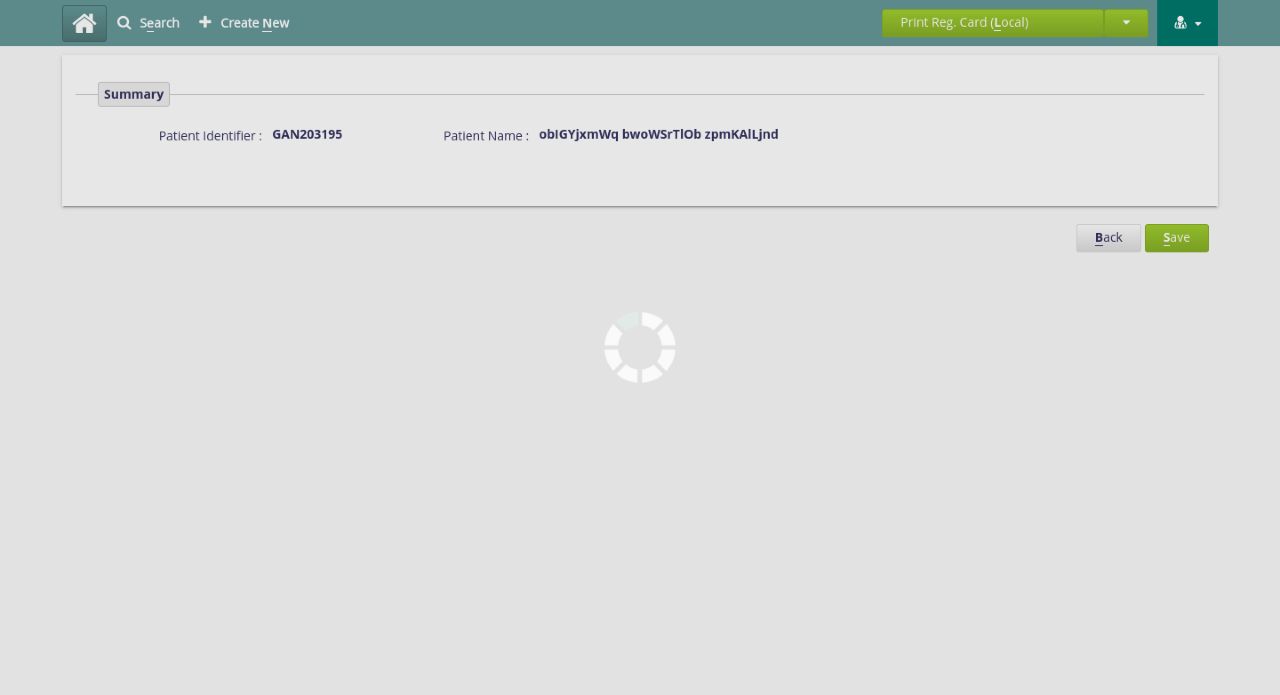 Search
Create New
Print Reg. Card (Local)
Summary
Patient Identifier : GAN203195
Patient Name : obIGYjxmWq bwoWSrTlOb zpmKAlLjnd
Back
Save